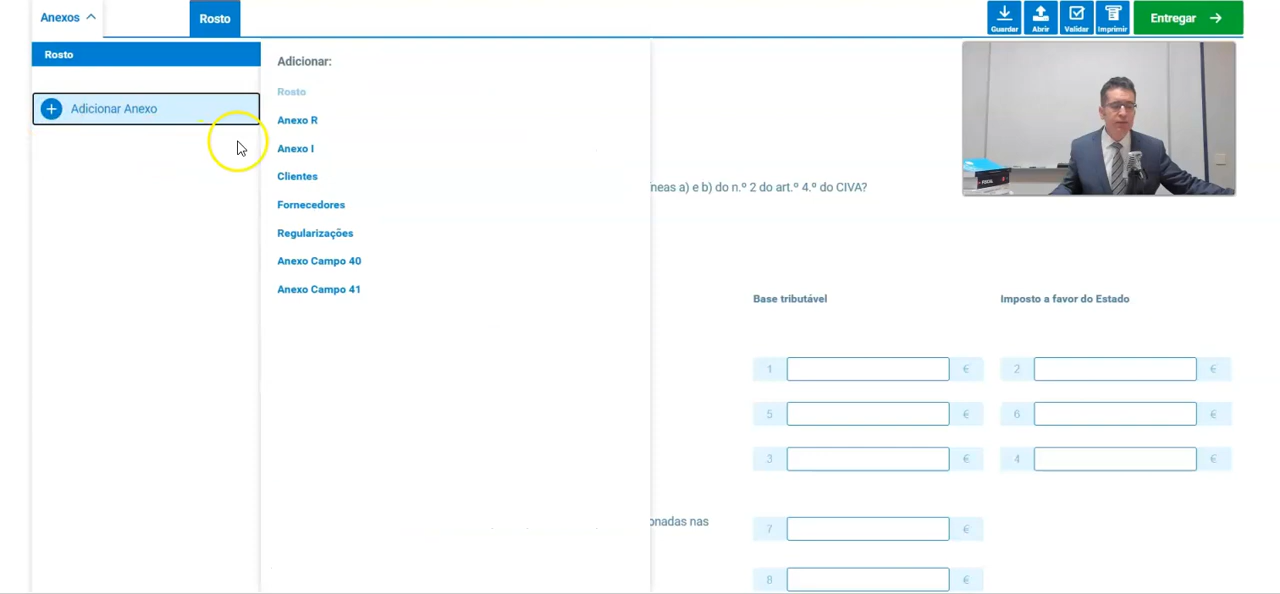 Anexos
Rosto
Guardar
Abrir
Validar
Imprimir
Entregar
Rosto
Adicionar Anexo
Adicionar:
Rosto
Anexo R
Anexo I
Clientes
Fornecedores
Regularizações
Anexo Campo 40
Anexo Campo 41
neas a) e b) do n.º 2 do art.º 4.º do CIVA?
Base tributável
Imposto a favor do Estado
1 € 2 €
5 € 6 €
3 € 4 €
onadas nas
7 €
8 €
FISCAL